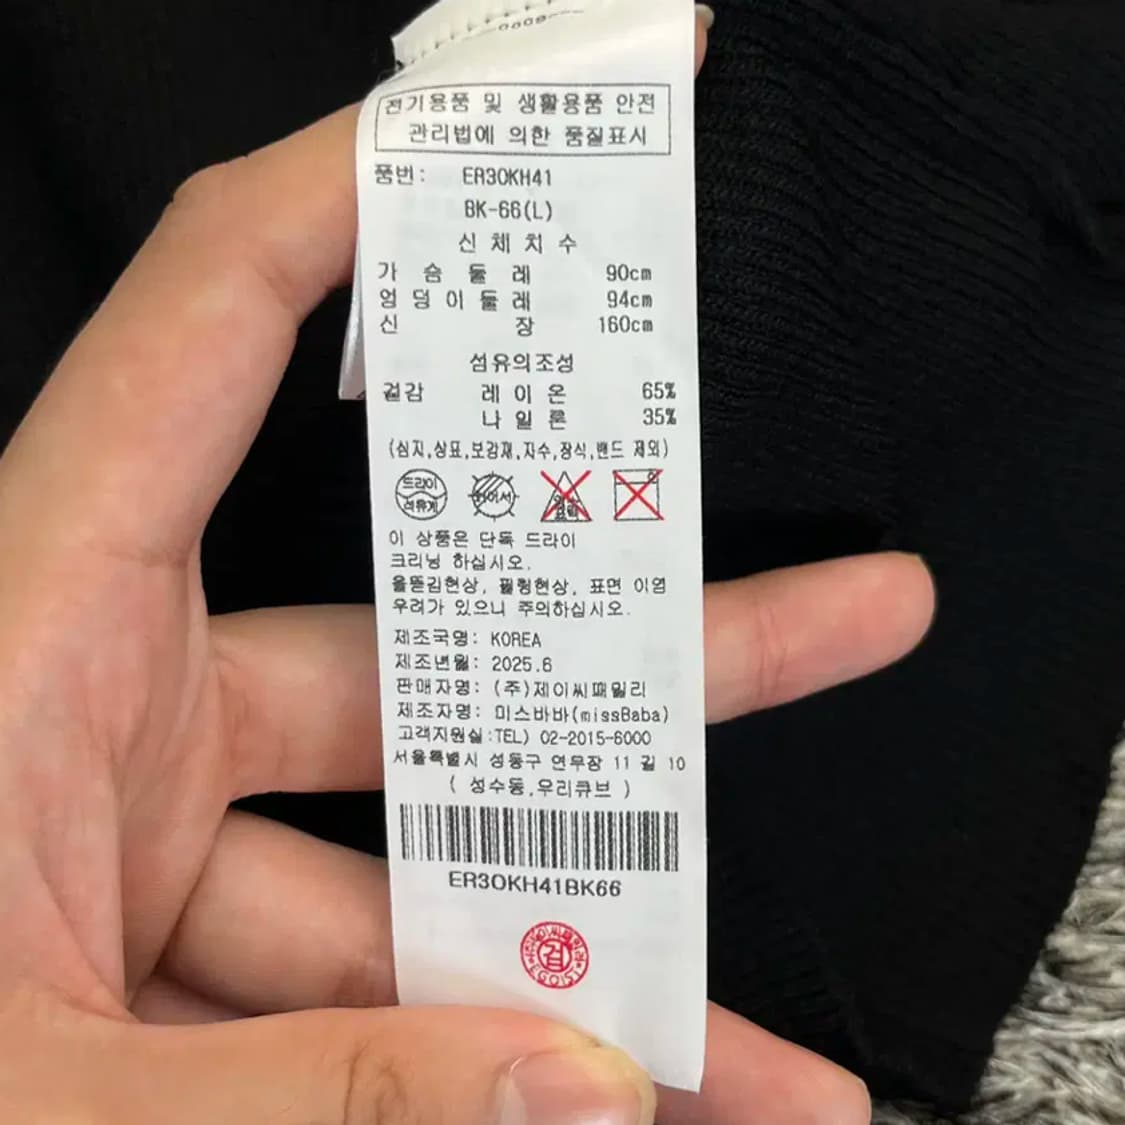 전기용품 및 생활용품 안전
관리법에 의한 품질표시
품번: ER3OKH41
BK-66(L)
신체치수
가슴둘레 90cm
엉덩이둘레 94cm
신장 160cm
섬유의조성
겉감 레이온 65%
나일론 35%
(심지,상표,보강재,자수,장식,밴드 제외)
드라이
석유계
이 상품은 단독 드라이
크리닝 하십시오.
올뜯김현상, 필링현상, 표면 이염
우려가 있으니 주의하십시오.
제조국명: KOREA
제조년월: 2025.6
판매자명: (주)제이씨패밀리
제조자명: 미스바바(missBaba)
고객지원실:TEL) 02-2015-6000
서울특별시 성동구 연무장 11 길 10
( 성수동,우리큐브 )
ER3OKH41BK66
검
EGOIST